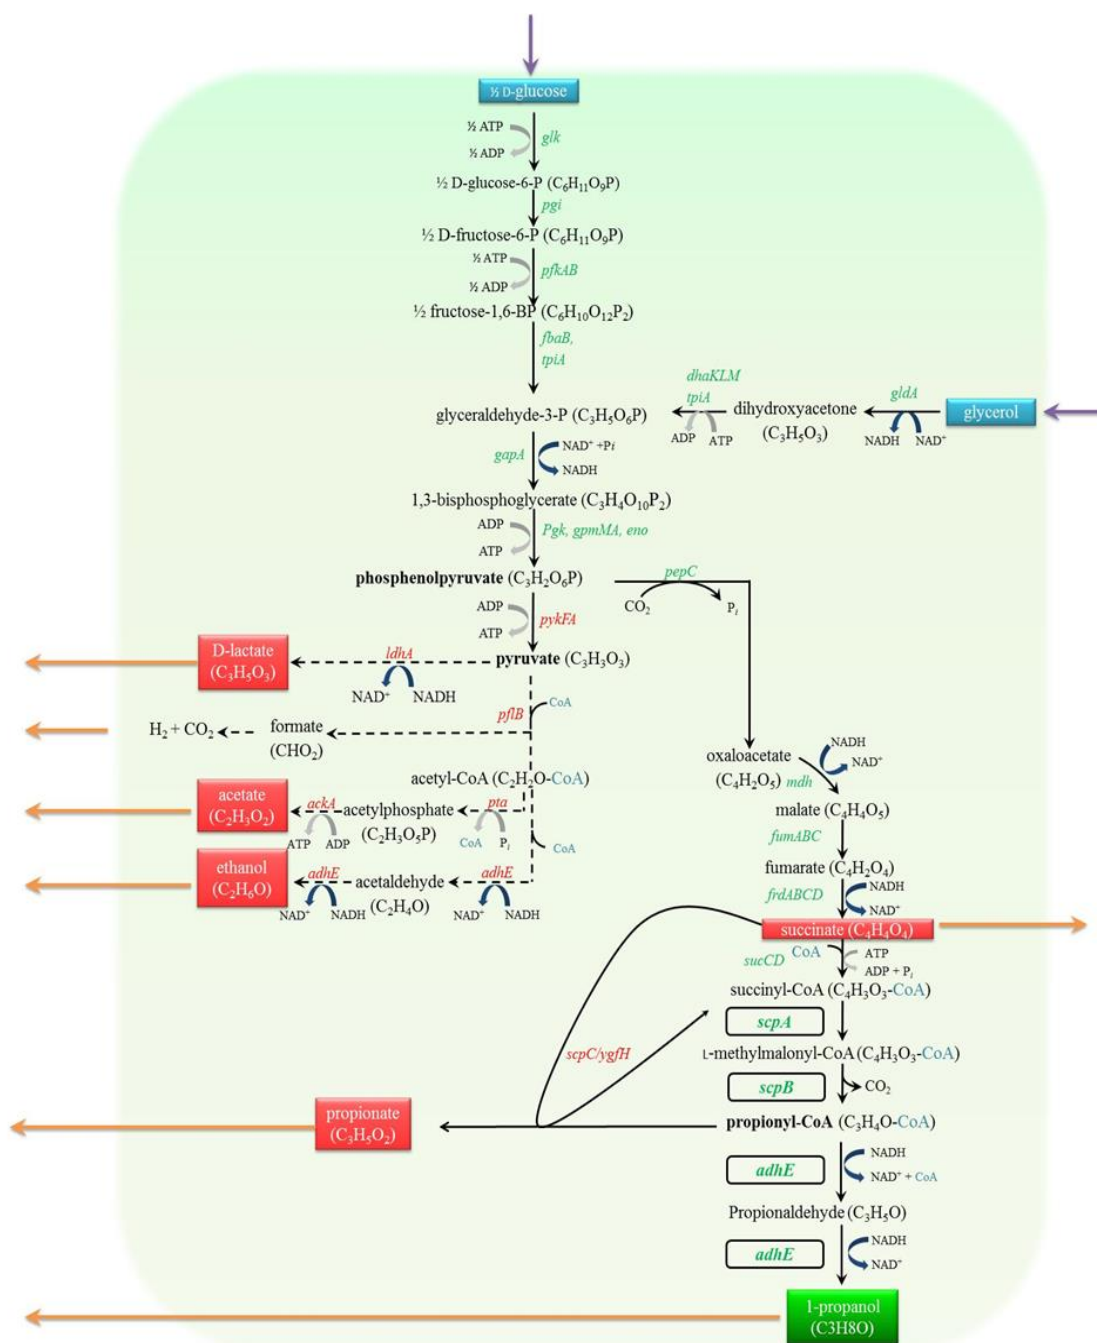 ½ D-glucose
½ ATP
glk
½ ADP
½ D-glucose-6-P (C₆H₁₁O₉P)
pgi
½ D-fructose-6-P (C₆H₁₁O₉P)
½ ATP
pfkAB
½ ADP
½ fructose-1,6-BP (C₆H₁₀O₁₂P₂)
fbaB,
tpiA
dhaKLM
tpiA
gldA
glyceraldehyde-3-P (C₃H₅O₆P)
dihydroxyacetone
(C₃H₅O₃)
glycerol
ADP
ATP
NADH
NAD⁺
gapA
NAD⁺ +Pi
NADH
1,3-bisphosphoglycerate (C₃H₄O₁₀P₂)
ADP
Pgk, gpmMA, eno
ATP
phosphenolpyruvate (C₃H₂O₆P)
pepC
CO₂
Pᵢ
ADP
pykFA
ATP
D-lactate
(C₃H₅O₃)
ldhA
pyruvate (C₃H₃O₃)
NAD⁺
NADH
CoA
pflB
H₂ + CO₂
formate
(CHO₂)
oxaloacetate
(C₄H₂O₅)
NADH
NAD⁺
mdh
acetyl-CoA (C₂H₂O-CoA)
malate (C₄H₄O₅)
acetate
(C₂H₃O₂)
ackA
acetylphosphate
(C₂H₃O₅P)
pta
ATP
ADP
CoA
Pᵢ
CoA
fumABC
fumarate (C₄H₂O₄)
ethanol
(C₂H₆O)
adhE
acetaldehyde
(C₂H₄O)
adhE
NAD⁺
NADH
NAD⁺
NADH
frdABCD
NADH
NAD⁺
succinate (C₄H₄O₄)
sucCD
CoA
ATP
ADP + Pᵢ
succinyl-CoA (C₄H₃O₃-CoA)
scpA
scpC/ygfH
L-methylmalonyl-CoA (C₄H₃O₃-CoA)
scpB
CO₂
propionate
(C₃H₅O₂)
propionyl-CoA (C₃H₄O-CoA)
adhE
NADH
NAD⁺ + CoA
Propionaldehyde (C₃H₅O)
adhE
NADH
NAD⁺
1-propanol
(C3H8O)